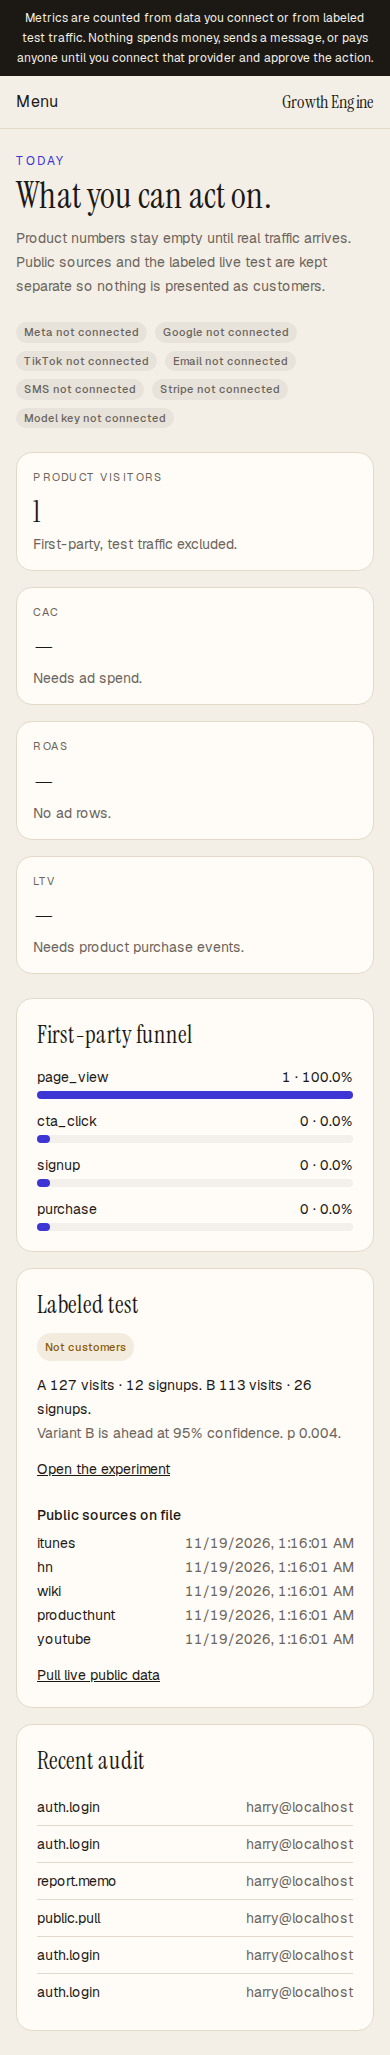 Metrics are counted from data you connect or from labeled
test traffic. Nothing spends money, sends a message, or pays
anyone until you connect that provider and approve the action.
Menu
Growth Engine
TODAY
What you can act on.
Product numbers stay empty until real traffic arrives.
Public sources and the labeled live test are kept
separate so nothing is presented as customers.
Meta not connected
Google not connected
TikTok not connected
Email not connected
SMS not connected
Stripe not connected
Model key not connected
PRODUCT VISITORS
1
First-party, test traffic excluded.
CAC
—
Needs ad spend.
ROAS
—
No ad rows.
LTV
—
Needs product purchase events.
First-party funnel
page_view 1 · 100.0%
cta_click 0 · 0.0%
signup 0 · 0.0%
purchase 0 · 0.0%
Labeled test
Not customers
A 127 visits · 12 signups. B 113 visits · 26
signups.
Variant B is ahead at 95% confidence. p 0.004.
Open the experiment
Public sources on file
itunes 11/19/2026, 1:16:01 AM
hn 11/19/2026, 1:16:01 AM
wiki 11/19/2026, 1:16:01 AM
producthunt 11/19/2026, 1:16:01 AM
youtube 11/19/2026, 1:16:01 AM
Pull live public data
Recent audit
auth.login harry@localhost
auth.login harry@localhost
report.memo harry@localhost
public.pull harry@localhost
auth.login harry@localhost
auth.login harry@localhost